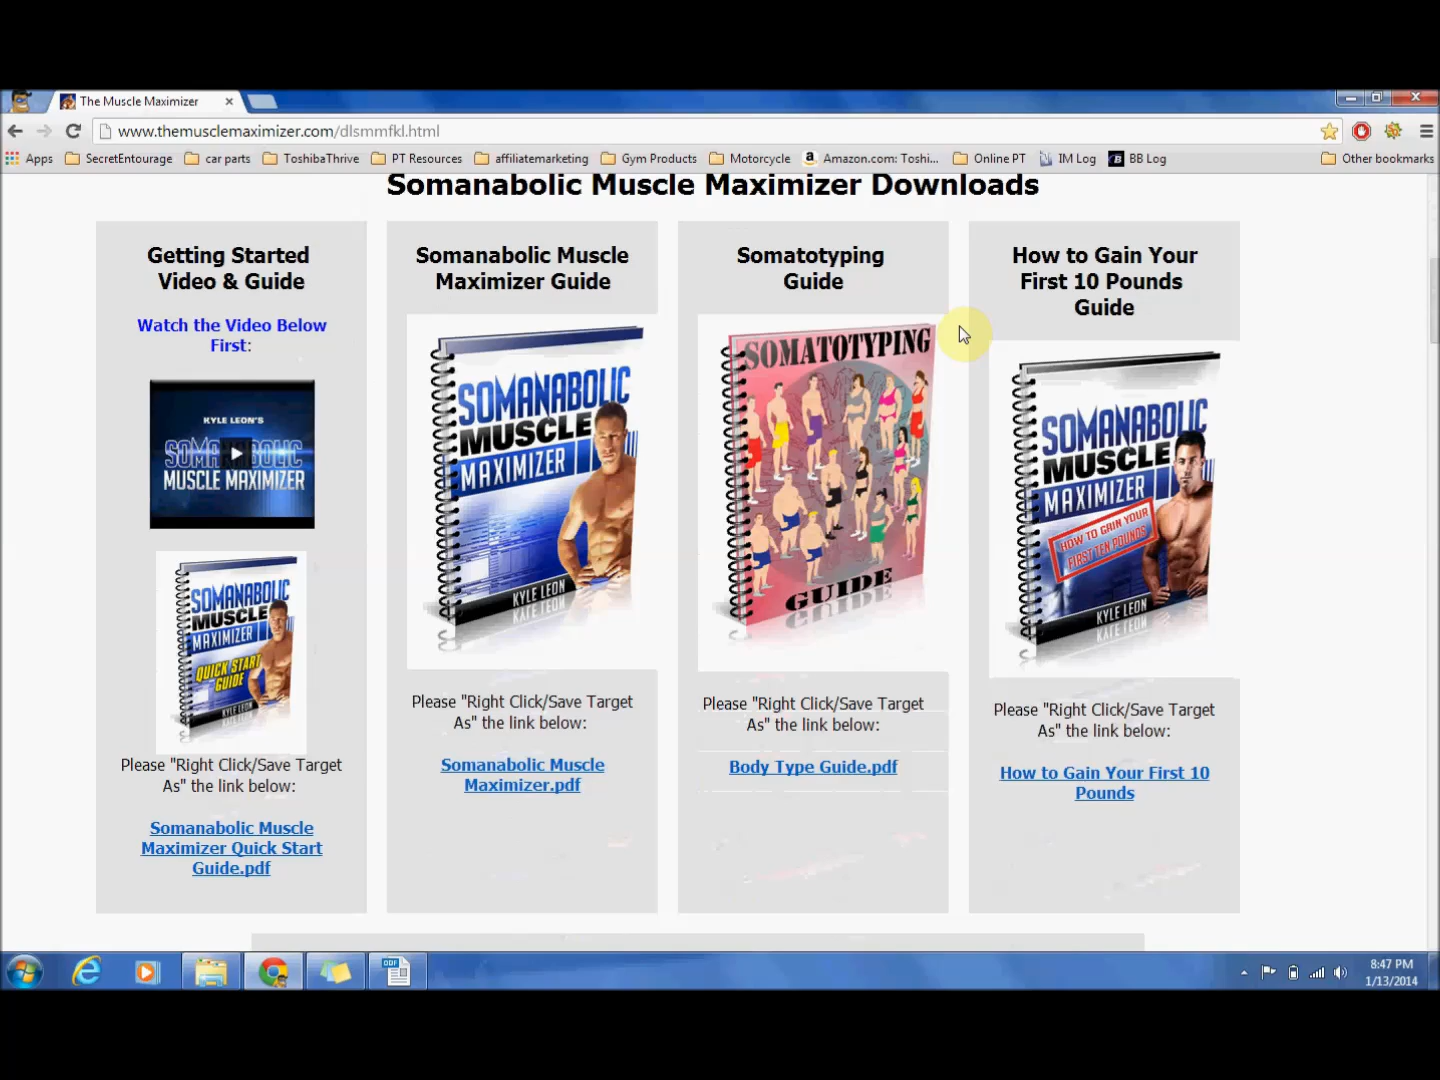 The Muscle Maximizer
www.themusclemaximizer.com/dlsmmfkl.html
Apps SecretEntourage car parts ToshibaThrive PT Resources affiliatemarketing Gym Products Motorcycle Amazon.com: Toshi... Online PT IM Log BB Log Other bookmarks
Somanabolic Muscle Maximizer Downloads
Getting Started
Video & Guide
Watch the Video Below
First:
KYLE LEON'S
SOMANABOLIC
MUSCLE MAXIMIZER
SOMANABOLIC
MUSCLE
MAXIMIZER
QUICK START
GUIDE
KYLE LEON
Please "Right Click/Save Target
As" the link below:
Somanabolic Muscle
Maximizer Quick Start
Guide.pdf
Somanabolic Muscle
Maximizer Guide
SOMANABOLIC
MUSCLE
MAXIMIZER
KYLE LEON
Please "Right Click/Save Target
As" the link below:
Somanabolic Muscle
Maximizer.pdf
Somatotyping
Guide
SOMATOTYPING
GUIDE
Please "Right Click/Save Target
As" the link below:
Body Type Guide.pdf
How to Gain Your
First 10 Pounds
Guide
SOMANABOLIC
MUSCLE
MAXIMIZER
HOW TO GAIN YOUR
FIRST TEN POUNDS
KYLE LEON
Please "Right Click/Save Target
As" the link below:
How to Gain Your First 10
Pounds
ODF
8:47 PM
1/13/2014